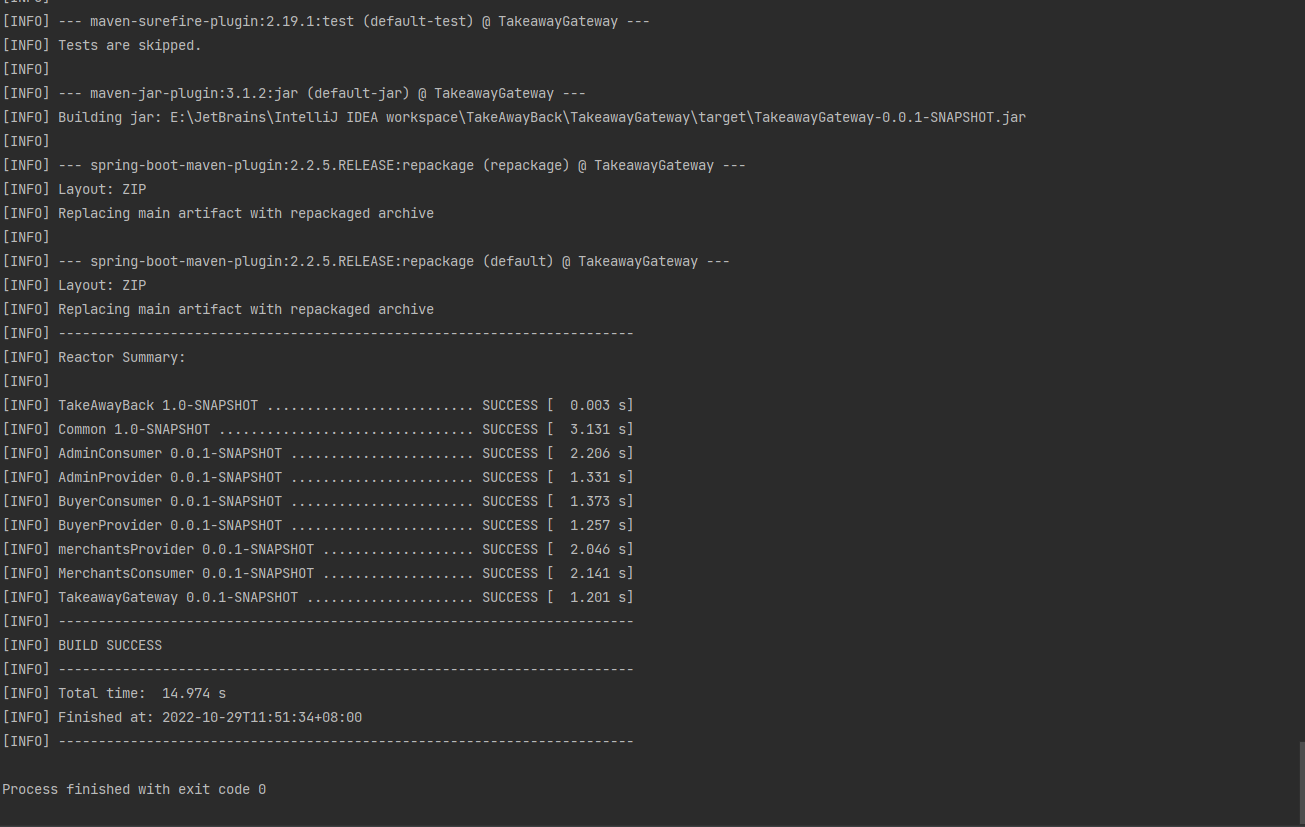 [INFO]
[INFO] --- maven-surefire-plugin:2.19.1:test (default-test) @ TakeawayGateway ---
[INFO] Tests are skipped.
[INFO]
[INFO] --- maven-jar-plugin:3.1.2:jar (default-jar) @ TakeawayGateway ---
[INFO] Building jar: E:\JetBrains\IntelliJ IDEA workspace\TakeAwayBack\TakeawayGateway\target\TakeawayGateway-0.0.1-SNAPSHOT.jar
[INFO]
[INFO] --- spring-boot-maven-plugin:2.2.5.RELEASE:repackage (repackage) @ TakeawayGateway ---
[INFO] Layout: ZIP
[INFO] Replacing main artifact with repackaged archive
[INFO]
[INFO] --- spring-boot-maven-plugin:2.2.5.RELEASE:repackage (default) @ TakeawayGateway ---
[INFO] Layout: ZIP
[INFO] Replacing main artifact with repackaged archive
[INFO] ------------------------------------------------------------------------
[INFO] Reactor Summary:
[INFO]
[INFO] TakeAwayBack 1.0-SNAPSHOT .......................... SUCCESS [  0.003 s]
[INFO] Common 1.0-SNAPSHOT ................................ SUCCESS [  3.131 s]
[INFO] AdminConsumer 0.0.1-SNAPSHOT ....................... SUCCESS [  2.206 s]
[INFO] AdminProvider 0.0.1-SNAPSHOT ....................... SUCCESS [  1.331 s]
[INFO] BuyerConsumer 0.0.1-SNAPSHOT ....................... SUCCESS [  1.373 s]
[INFO] BuyerProvider 0.0.1-SNAPSHOT ....................... SUCCESS [  1.257 s]
[INFO] merchantsProvider 0.0.1-SNAPSHOT ................... SUCCESS [  2.046 s]
[INFO] MerchantsConsumer 0.0.1-SNAPSHOT ................... SUCCESS [  2.141 s]
[INFO] TakeawayGateway 0.0.1-SNAPSHOT ..................... SUCCESS [  1.201 s]
[INFO] ------------------------------------------------------------------------
[INFO] BUILD SUCCESS
[INFO] ------------------------------------------------------------------------
[INFO] Total time:  14.974 s
[INFO] Finished at: 2022-10-29T11:51:34+08:00
[INFO] ------------------------------------------------------------------------
Process finished with exit code 0